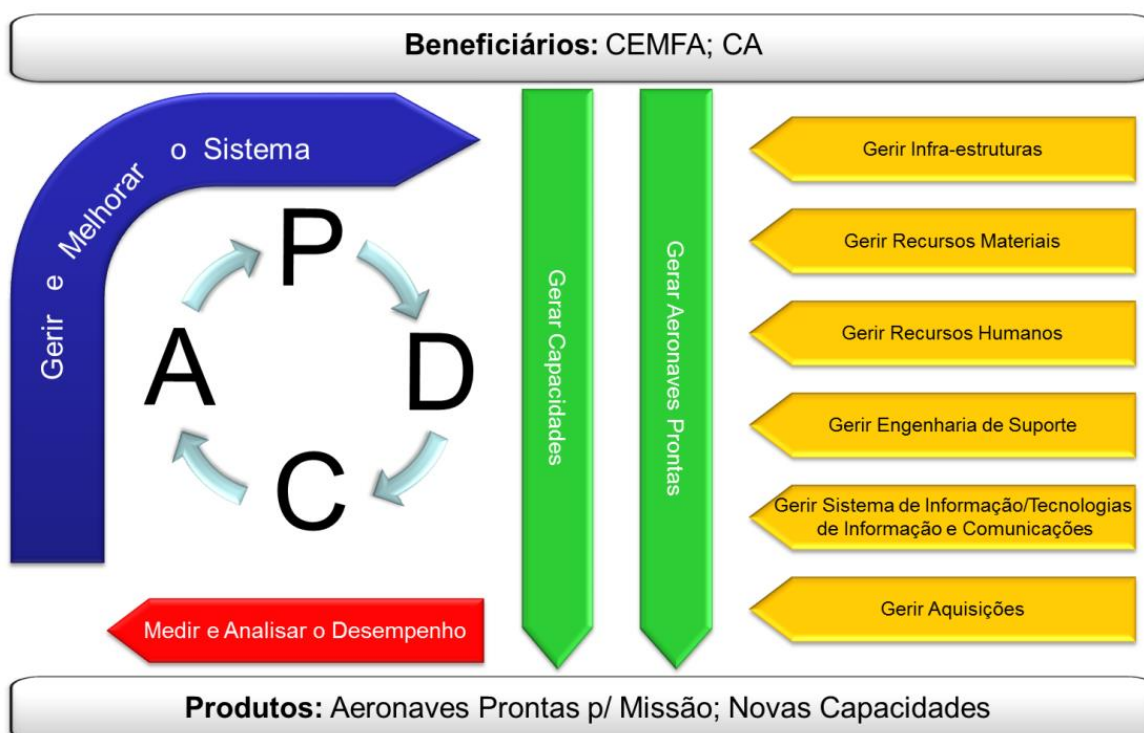 Beneficiários: CEMFA; CA
Gerir e Melhorar o Sistema
P
D
C
A
Medir e Analisar o Desempenho
Gerar Capacidades
Gerar Aeronaves Prontas
Gerir Infra-estruturas
Gerir Recursos Materiais
Gerir Recursos Humanos
Gerir Engenharia de Suporte
Gerir Sistema de Informação/Tecnologias
de Informação e Comunicações
Gerir Aquisições
Produtos: Aeronaves Prontas p/ Missão; Novas Capacidades